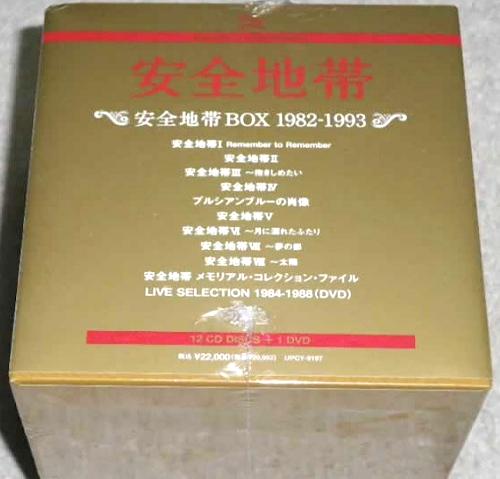 安全地帯
安全地帯BOX 1982-1993
安全地帯I Remember to Remember
安全地帯II
安全地帯III ～抱きしめたい
安全地帯IV
プルシアンブルーの肖像
安全地帯V
安全地帯VI ～月に濡れたふたり
安全地帯VII ～夢の都
安全地帯VIII ～太陽
安全地帯 メモリアル・コレクション・ファイル
LIVE SELECTION 1984-1988(DVD)
12 CD DISCS + 1 DVD
税込 ¥22,000 UPCY-9197